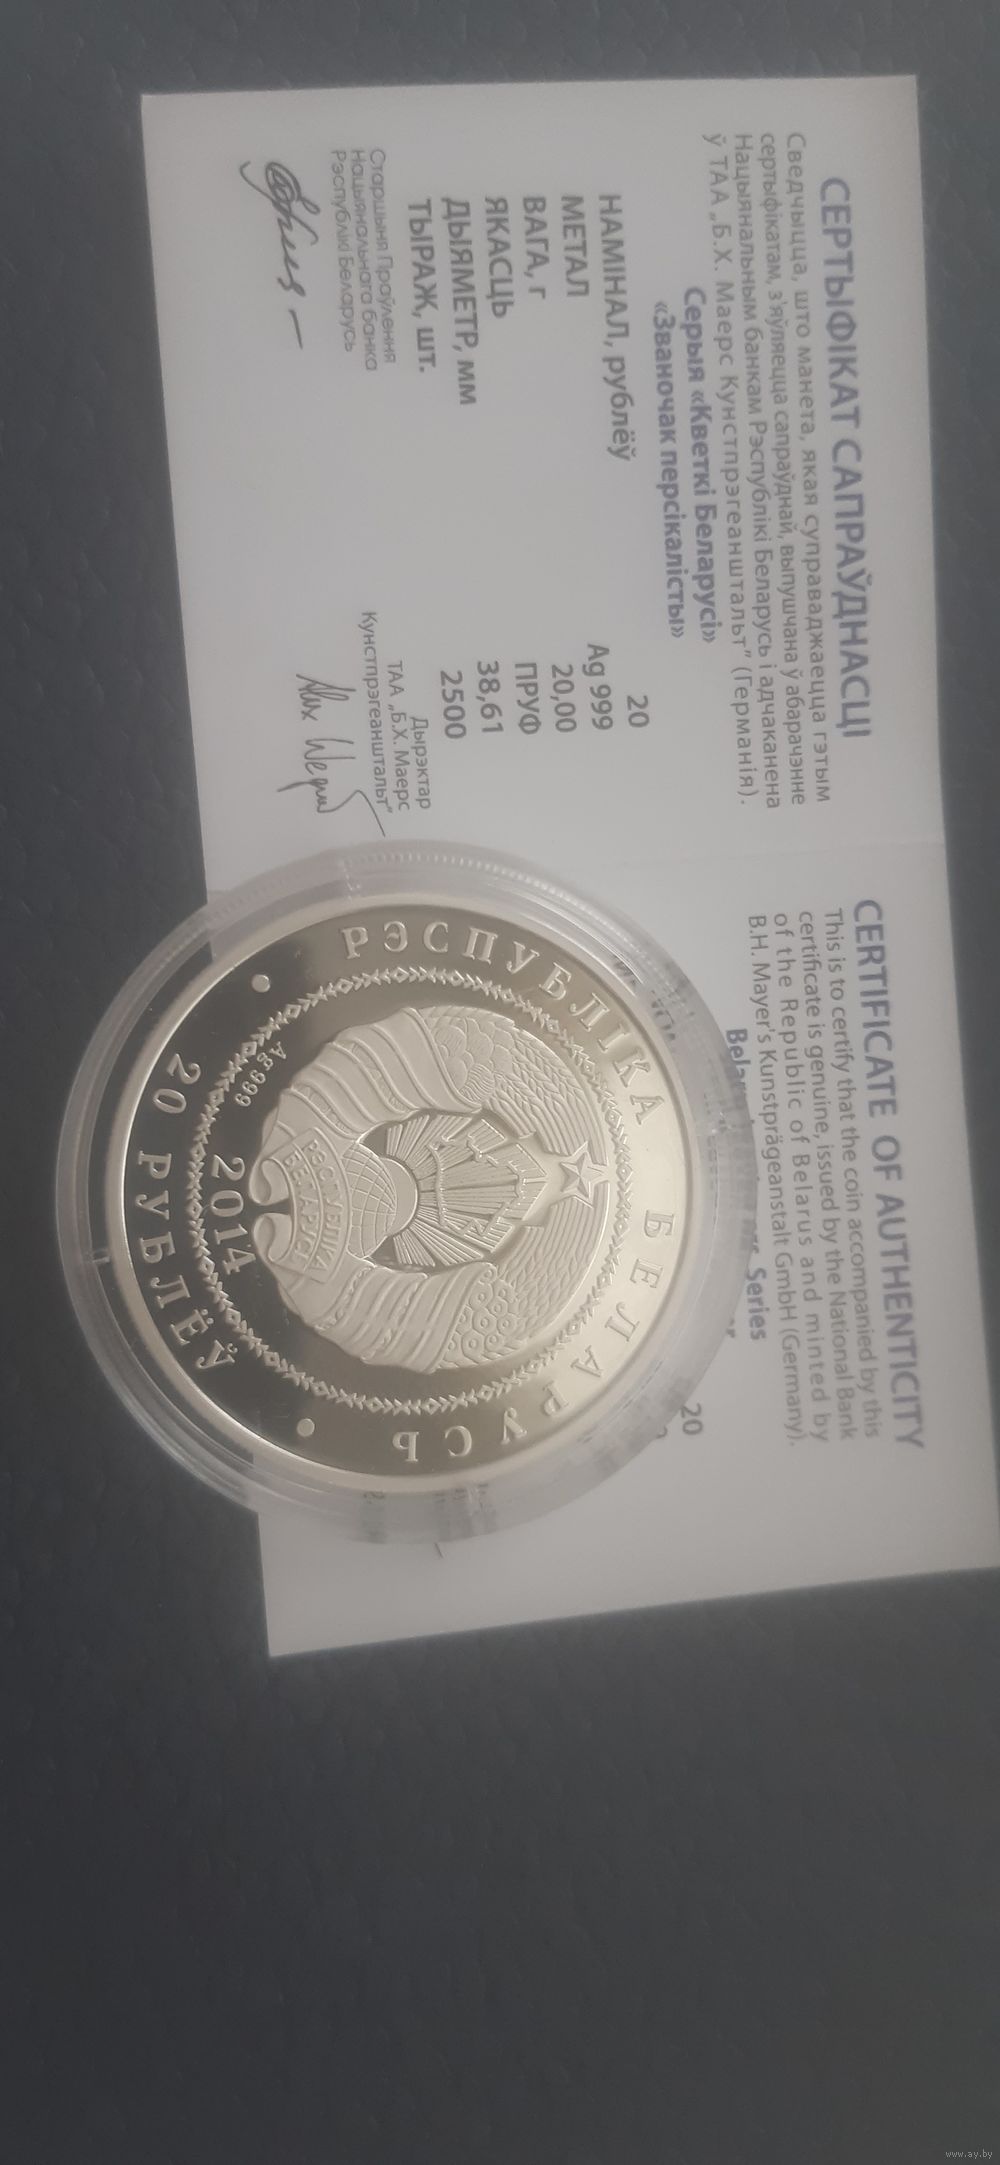 СЕРТЫФІКАТ САПРАЎДНАСЦІ
Сведчыцца, што манета, якая суправаджаецца гэтым
сертыфікатам, з'яўляецца сапраўднай, выпушчана ў абарачэнне
Нацыянальным банкам Рэспублікі Беларусь і адчаканена
ў ТАА „Б.Х. Маерс Кунстпрэгеаншальт" (Германія).
Серыя «Кветкі Беларусі»
«Званочак персікалісты»
НАМІНАЛ, рублёў 20
МЕТАЛ Ag 999
ВАГА, г 20,00
ЯКАСЦЬ ПРУФ
ДЫЯМЕТР, мм 38,61
ТЫРАЖ, шт. 2500
Старшыня Праўлення
Нацыянальнага банка
Рэспублікі Беларусь
Дырэктар
ТАА „Б.Х. Маерс
Кунстпрэгеаншальт"
CERTIFICATE OF AUTHENTICITY
This is to certify that the coin accompanied by this
certificate is genuine, issued by the National Bank
of the Republic of Belarus and minted by
B.H. Mayer's Kunstprägeanstalt GmbH (Germany).
Series
20
РЭСПУБЛІКА БЕЛАРУСЬ
РЭСПУБЛІКА
БЕЛАРУСЬ
Ag 999
2014
20 РУБЛЁЎ
www.ay.by